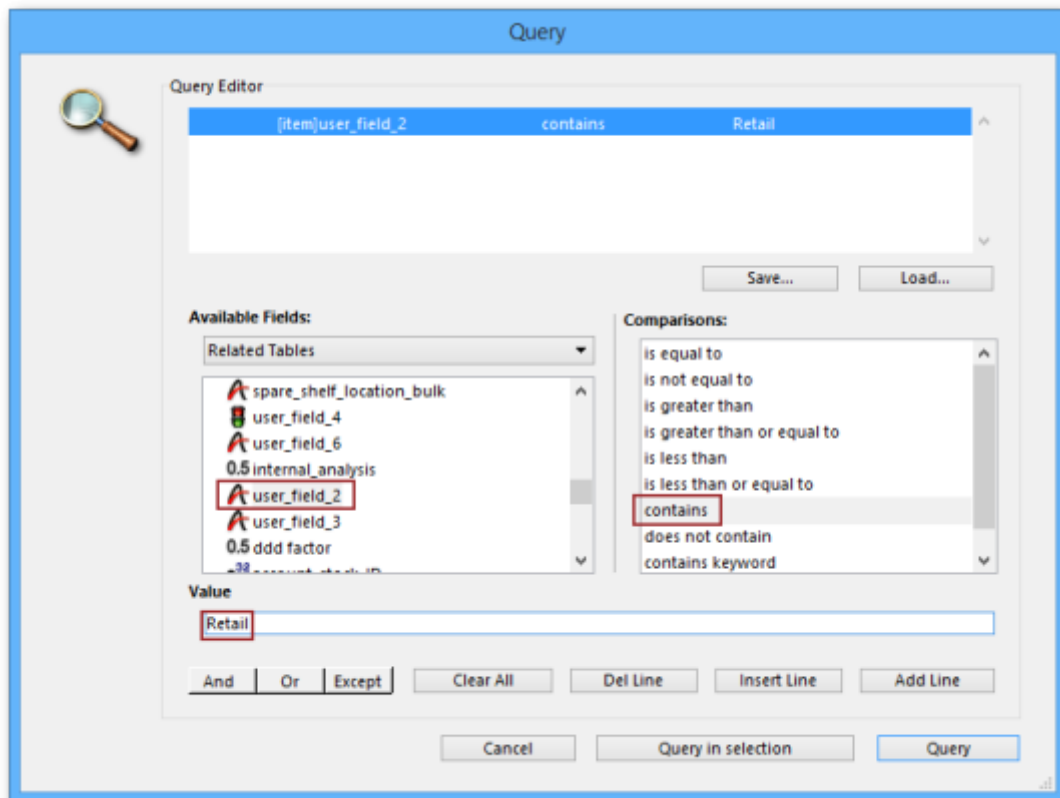 Query
Query Editor
[item]user_field_2 contains Retail
Save... Load...
Available Fields:
Related Tables
spare_shelf_location_bulk
user_field_4
user_field_6
0.5 internal_analysis
user_field_2
user_field_3
0.5 ddd factor
Comparisons:
is equal to
is not equal to
is greater than
is greater than or equal to
is less than
is less than or equal to
contains
does not contain
contains keyword
Value
Retail
And Or Except Clear All Del Line Insert Line Add Line
Cancel Query in selection Query